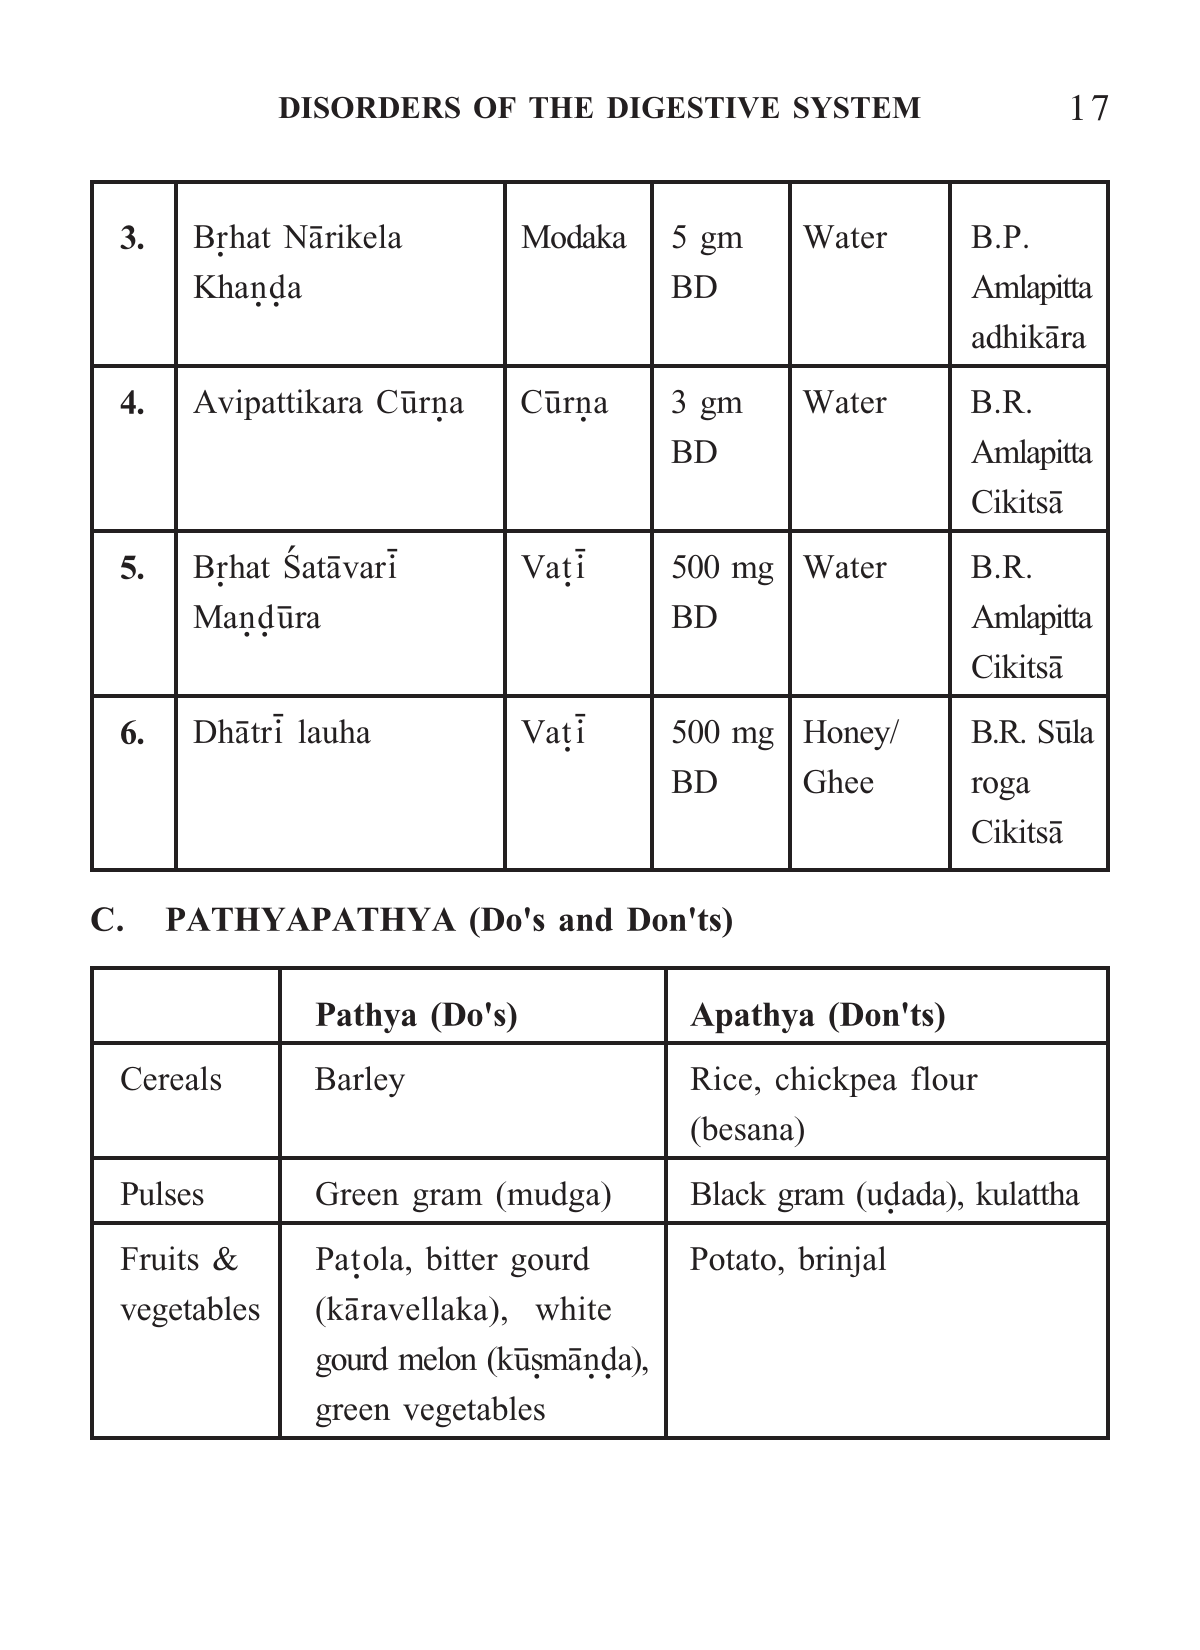 DISORDERS OF THE DIGESTIVE SYSTEM 17
3. Bṛhat Nārikela Modaka 5 gm Water B.P.
Khaṇḍa BD Amlapitta
adhikāra
4. Avipattikara Cūrṇa Cūrṇa 3 gm Water B.R.
BD Amlapitta
Cikitsā
5. Bṛhat Śatāvarī Vaṭī 500 mg Water B.R.
Maṇḍūra BD Amlapitta
Cikitsā
6. Dhātrī lauha Vaṭī 500 mg Honey/ B.R. Sūla
BD Ghee roga
Cikitsā
C. PATHYAPATHYA (Do's and Don'ts)
Pathya (Do's) Apathya (Don'ts)
Cereals Barley Rice, chickpea flour
(besana)
Pulses Green gram (mudga) Black gram (uḍada), kulattha
Fruits & Paṭola, bitter gourd Potato, brinjal
vegetables (kāravellaka), white
gourd melon (kūṣmāṇḍa),
green vegetables